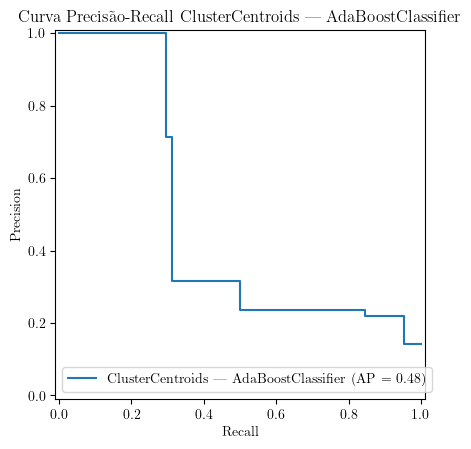 Curva Precisão-Recall ClusterCentroids — AdaBoostClassifier
1.0
0.8
0.6
0.4
0.2
0.0
Precision
ClusterCentroids — AdaBoostClassifier (AP = 0.48)
0.0 0.2 0.4 0.6 0.8 1.0
Recall